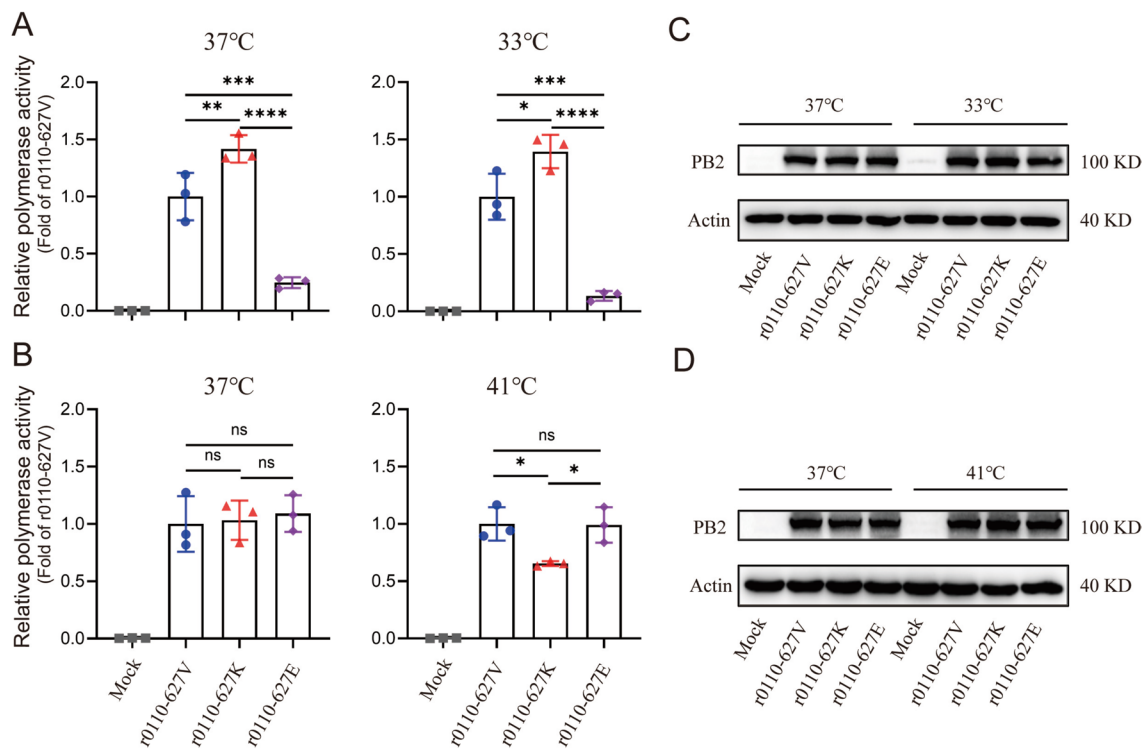 A
37℃
33℃
Relative polymerase activity
(Fold of r0110-627V)
2.0
1.5
1.0
0.5
0.0
***
**
****
2.0
1.5
1.0
0.5
0.0
***
*
****
B
37℃
41℃
Relative polymerase activity
(Fold of r0110-627V)
2.0
1.5
1.0
0.5
0.0
ns
ns
ns
Mock
r0110-627V
r0110-627K
r0110-627E
2.0
1.5
1.0
0.5
0.0
ns
*
*
Mock
r0110-627V
r0110-627K
r0110-627E
C
37℃
33℃
PB2
100 KD
Actin
40 KD
Mock
r0110-627V
r0110-627K
r0110-627E
Mock
r0110-627V
r0110-627K
r0110-627E
D
37℃
41℃
PB2
100 KD
Actin
40 KD
Mock
r0110-627V
r0110-627K
r0110-627E
Mock
r0110-627V
r0110-627K
r0110-627E